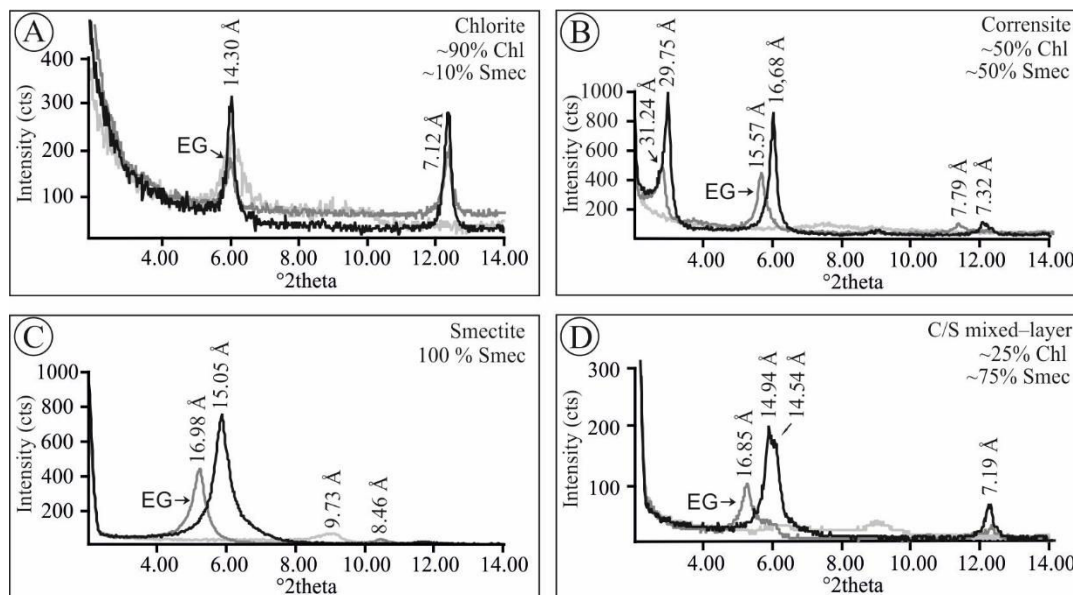 A
Chlorite
~90% Chl
~10% Smec
14.30 Å
7.12 Å
EG
Intensity (cts)
400
300
200
100
4.00 6.00 8.00 10.00 12.00 14.00
°2theta
B
Corrensite
~50% Chl
~50% Smec
31.24 Å
29.75 Å
15.57 Å
16,68 Å
7.79 Å
7.32 Å
EG
Intensity (cts)
1000
800
600
400
200
4.00 6.00 8.00 10.00 12.00 14.00
°2theta
C
Smectite
100 % Smec
16.98 Å
15.05 Å
9.73 Å
8.46 Å
EG
Intensity (cts)
1000
800
600
400
200
4.00 6.00 8.00 10.00 12.00 14.00
°2theta
D
C/S mixed–layer
~25% Chl
~75% Smec
16.85 Å
14.94 Å
14.54 Å
7.19 Å
EG
Intensity (cts)
300
200
100
4.00 6.00 8.00 10.00 12.00 14.00
°2theta